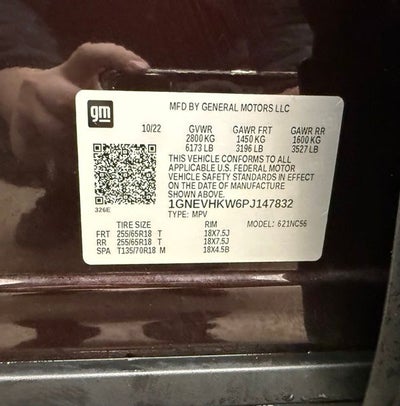 gm
MFD BY GENERAL MOTORS LLC
10/22 GVWR GAWR FRT GAWR RR
2800 KG 1450 KG 1600 KG
6173 LB 3196 LB 3527 LB
THIS VEHICLE CONFORMS TO ALL
APPLICABLE U.S. FEDERAL MOTOR
VEHICLE SAFETY STANDARDS IN EFFECT
ON THE DATE OF MANUFACTURE
SHOWN ABOVE.
326E
1GNEVHKW6PJ147832
TYPE: MPV MODEL: 621NC56
TIRE SIZE RIM
FRT 255/65R18 T 18X7.5J
RR 255/65R18 T 18X7.5J
SPA T135/70R18 M 18X4.5B